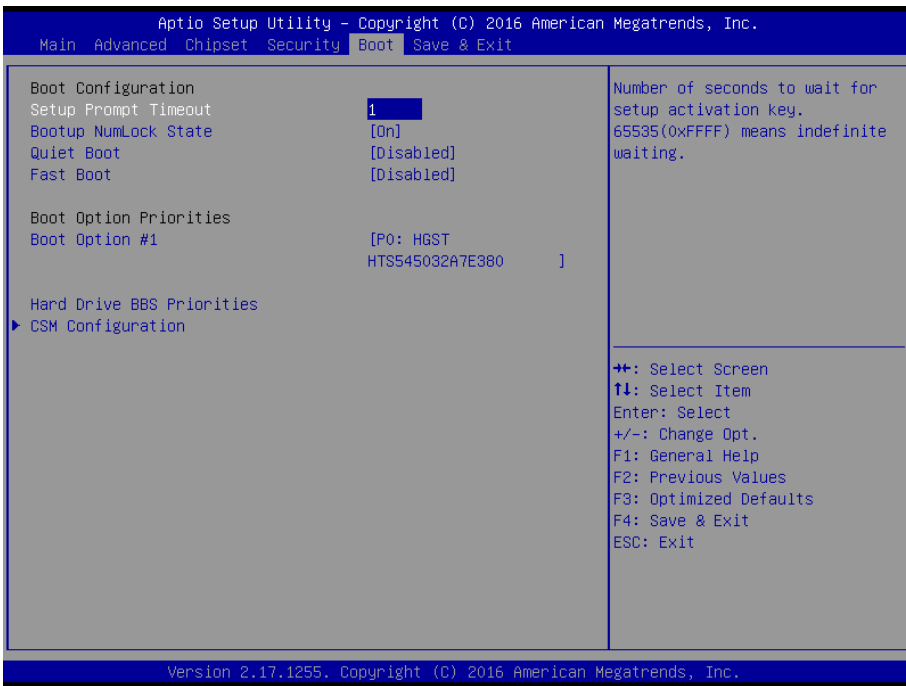 Aptio Setup Utility – Copyright (C) 2016 American Megatrends, Inc.
Main Advanced Chipset Security Boot Save & Exit
Boot Configuration
Setup Prompt Timeout 1
Bootup NumLock State [On]
Quiet Boot [Disabled]
Fast Boot [Disabled]
Boot Option Priorities
Boot Option #1 [P0: HGST
HTS545032A7E380 ]
Hard Drive BBS Priorities
CSM Configuration
Number of seconds to wait for
setup activation key.
65535(0xFFFF) means indefinite
waiting.
→←: Select Screen
↑↓: Select Item
Enter: Select
+/-: Change Opt.
F1: General Help
F2: Previous Values
F3: Optimized Defaults
F4: Save & Exit
ESC: Exit
Version 2.17.1255. Copyright (C) 2016 American Megatrends, Inc.